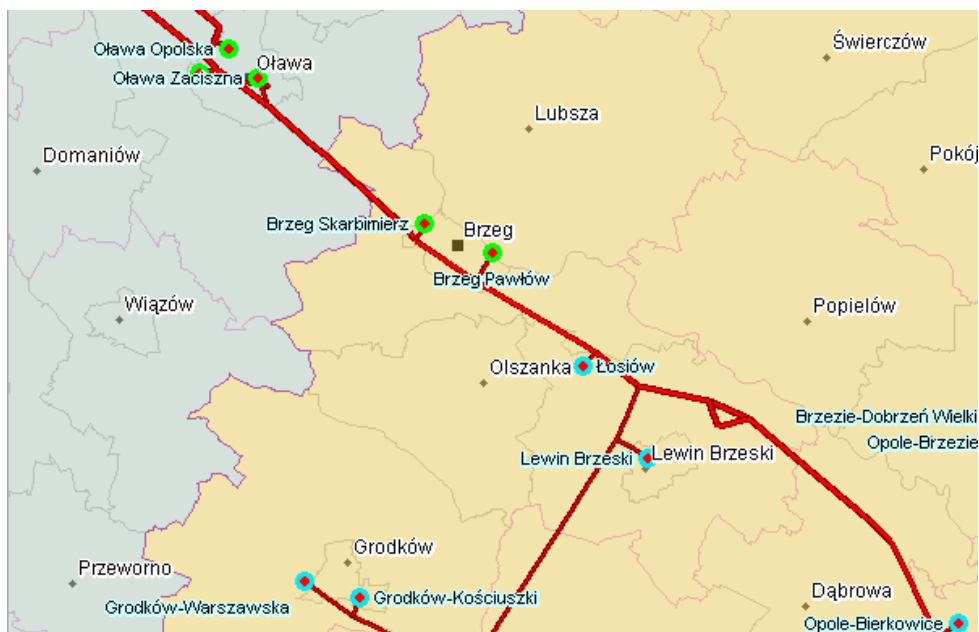 Oława Opolska
Świerczów
Oława
Oława Zaciszna
Lubsza
Domaniów
Pokój
Brzeg Skarbimierz
Brzeg
Brzeg Pawłów
Wiązów
Popielów
Olszanka
Łosiów
Brzezie-Dobrzeń Wielki
Opole-Brzezie
Lewin Brzeski
Lewin Brzeski
Grodków
Przeworno
Grodków-Warszawska
Grodków-Kościuszki
Dąbrowa
Opole-Bierkowice